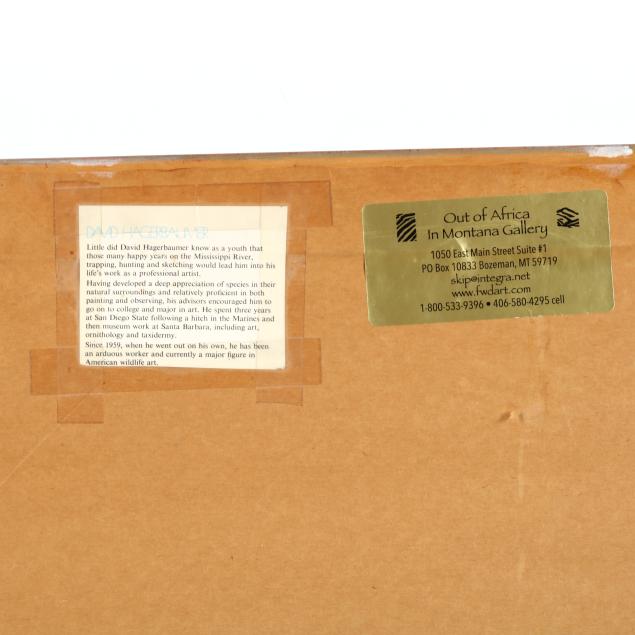 DAVID HAGERBAUMER
Little did David Hagerbaumer know as a youth that
those many happy years on the Mississippi River,
trapping, hunting and sketching would lead him into his
life's work as a professional artist.
Having developed a deep appreciation of species in their
natural surroundings and relatively proficient in both
painting and observing, his advisors encouraged him to
go on to college and major in art. He spent three years
at San Diego State following a hitch in the Marines and
then museum work at Santa Barbara, including art,
ornithology and taxidermy.
Since 1959, when he went out on his own, he has been
an arduous worker and currently a major figure in
American wildlife art.
Out of Africa
In Montana Gallery
1050 East Main Street Suite #1
PO Box 10833 Bozeman, MT 59719
skip@integra.net
www.fwdart.com
1-800-533-9396 • 406-580-4295 cell